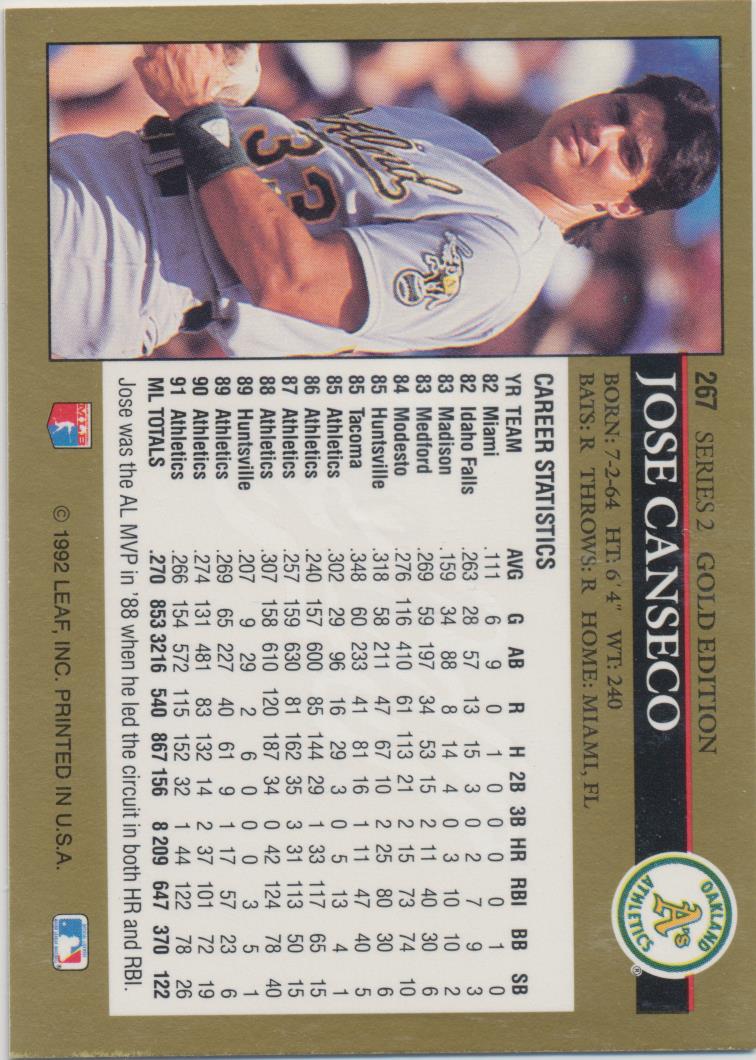 267 SERIES 2 GOLD EDITION
JOSE CANSECO
BORN: 7-2-64 HT: 6'4" WT: 240
BATS: R THROWS: R HOME: MIAMI, FL
OAKLAND
A's
ATHLETICS
®
Oakland
33
CAREER STATISTICS
YR TEAM AVG G AB R H 2B 3B HR RBI BB SB
82 Miami .111 6 9 0 1 0 0 0 0 1 0
82 Idaho Falls .263 28 57 13 15 3 0 2 7 9 3
83 Madison .159 34 88 8 14 4 0 3 10 10 2
83 Medford .269 59 197 34 53 15 2 11 40 30 6
84 Modesto .276 116 410 61 113 21 2 15 73 74 10
85 Huntsville .318 58 211 47 67 10 2 25 80 30 6
85 Tacoma .348 60 233 41 81 16 1 11 47 40 5
85 Athletics .302 29 96 16 29 3 0 5 13 4 1
86 Athletics .240 157 600 85 144 29 1 33 117 65 15
87 Athletics .257 159 630 81 162 35 3 31 113 50 15
88 Athletics .307 158 610 120 187 34 0 42 124 78 40
89 Huntsville .207 9 29 2 6 0 0 0 3 5 1
89 Athletics .269 65 227 40 61 9 1 17 57 23 6
90 Athletics .274 131 481 83 132 14 2 37 101 72 19
91 Athletics .266 154 572 115 152 32 1 44 122 78 26
ML TOTALS .270 853 3216 540 867 156 8 209 647 370 122
Jose was the AL MVP in '88 when he led the circuit in both HR and RBI.
© 1992 LEAF, INC. PRINTED IN U.S.A.